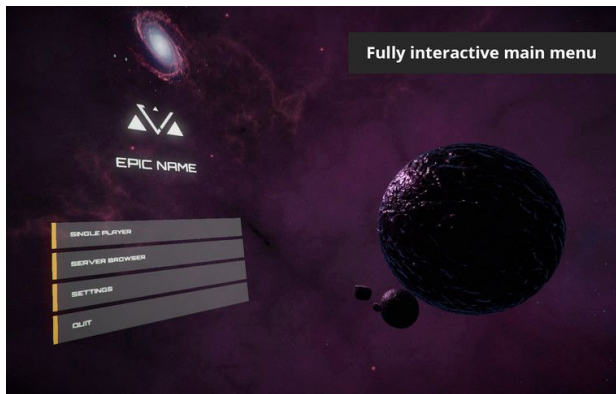 Fully interactive main menu
EPIC NAME
SINGLE PLAYER
SERVER BROWSER
SETTINGS
QUIT